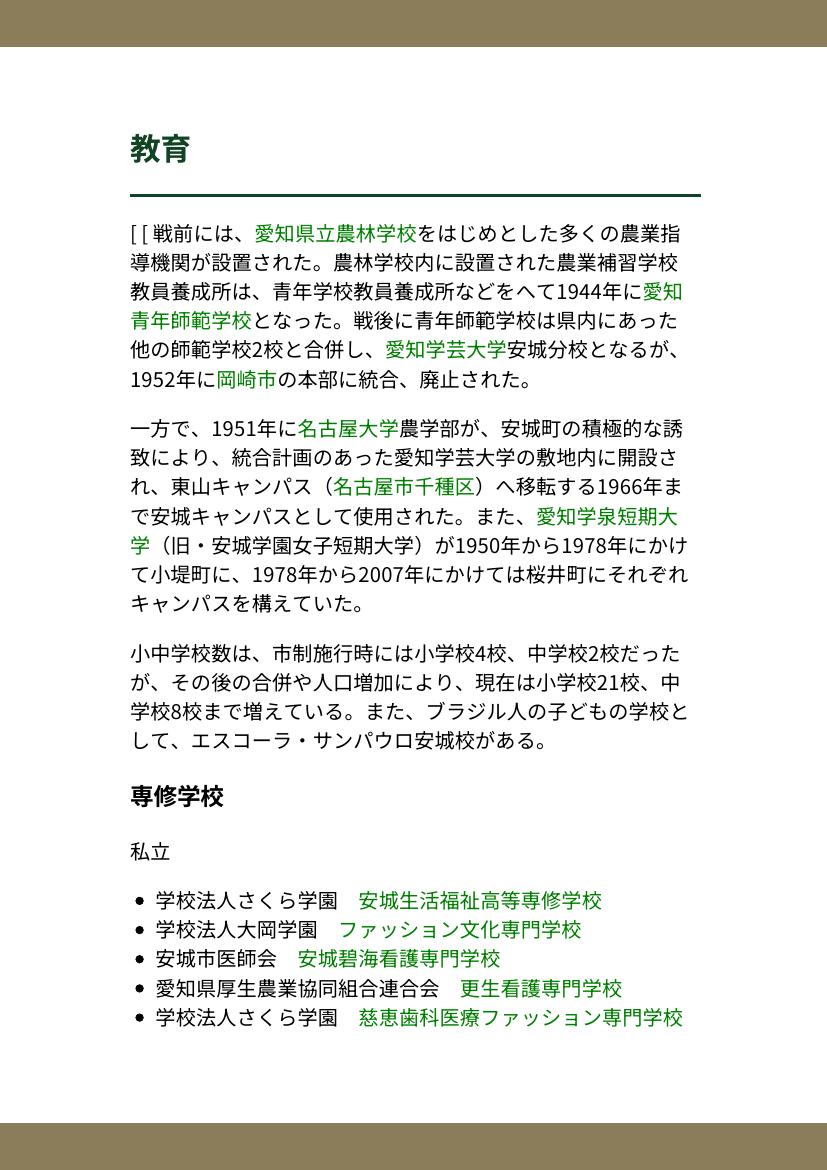 教育
[ [ 戦前には、愛知県立農林学校をはじめとした多くの農業指
導機関が設置された。農林学校内に設置された農業補習学校
教員養成所は、青年学校教員養成所などをへて1944年に愛知
青年師範学校となった。戦後に青年師範学校は県内にあった
他の師範学校2校と合併し、愛知学芸大学安城分校となるが、
1952年に岡崎市の本部に統合、廃止された。
一方で、1951年に名古屋大学農学部が、安城町の積極的な誘
致により、統合計画のあった愛知学芸大学の敷地内に開設さ
れ、東山キャンパス（名古屋市千種区）へ移転する1966年ま
で安城キャンパスとして使用された。また、愛知学泉短期大
学（旧・安城学園女子短期大学）が1950年から1978年にかけ
て小堤町に、1978年から2007年にかけては桜井町にそれぞれ
キャンパスを構えていた。
小中学校数は、市制施行時には小学校4校、中学校2校だった
が、その後の合併や人口増加により、現在は小学校21校、中
学校8校まで増えている。また、ブラジル人の子どもの学校と
して、エスコーラ・サンパウロ安城校がある。
専修学校
私立
• 学校法人さくら学園　安城生活福祉高等専修学校
• 学校法人大岡学園　ファッション文化専門学校
• 安城市医師会　安城碧海看護専門学校
• 愛知県厚生農業協同組合連合会　更生看護専門学校
• 学校法人さくら学園　慈恵歯科医療ファッション専門学校